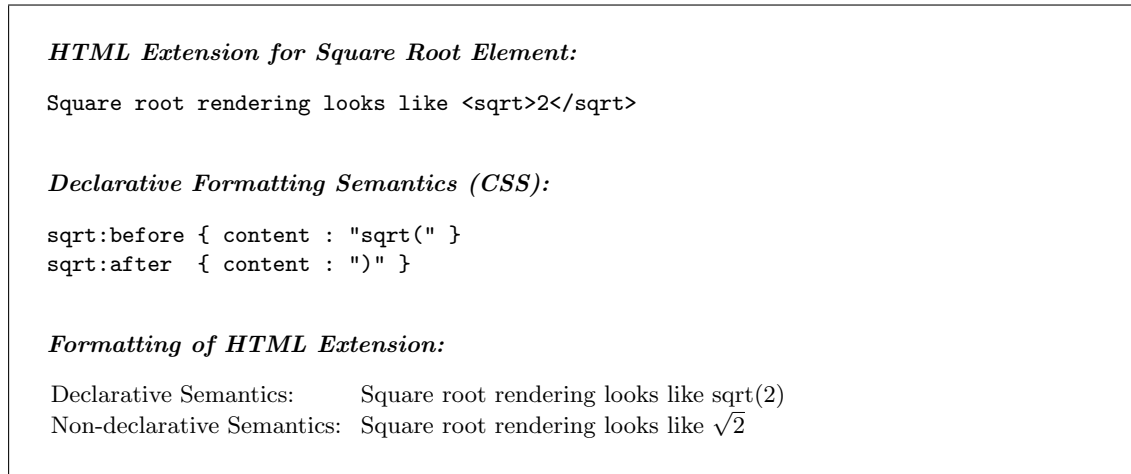 HTML Extension for Square Root Element:
Square root rendering looks like <sqrt>2</sqrt>
Declarative Formatting Semantics (CSS):
sqrt:before { content : "sqrt(" }
sqrt:after  { content : ")" }
Formatting of HTML Extension:
Declarative Semantics: Square root rendering looks like sqrt(2)
Non-declarative Semantics: Square root rendering looks like √2